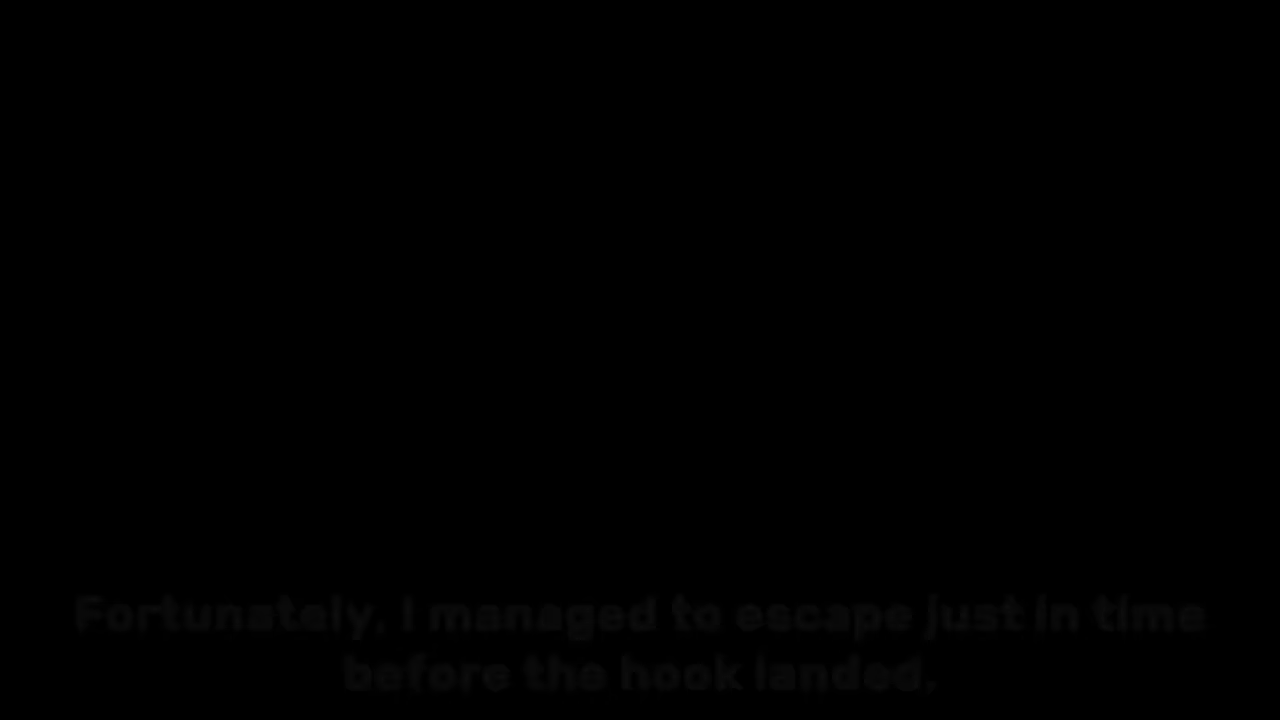 Fortunately, I managed to escape just in time
before the hook landed.